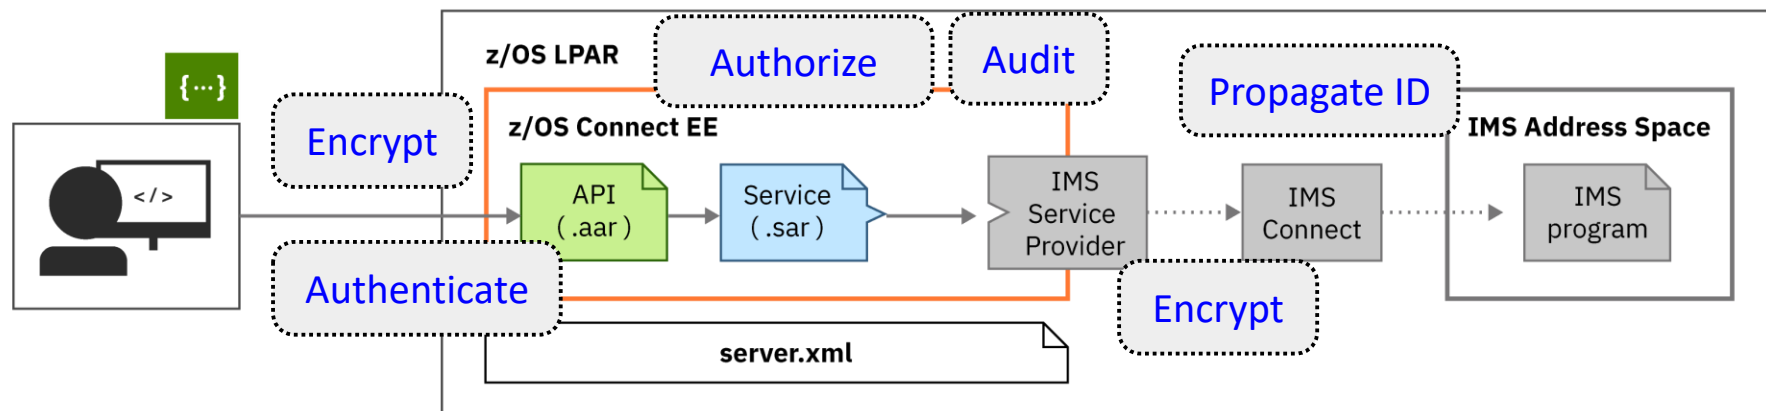 z/OS LPAR
Authorize
Audit
{...}
Encrypt
z/OS Connect EE
Propagate ID
IMS Address Space
</>
API
( .aar )
Service
( .sar )
IMS
Service
Provider
IMS
Connect
IMS
program
Authenticate
Encrypt
server.xml